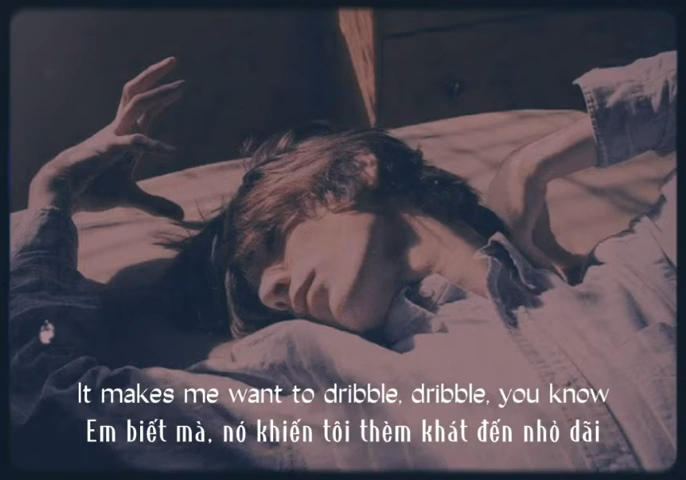 It makes me want to dribble, dribble, you know
Em biết mà, nó khiến tôi thèm khát đến nhỏ dãi